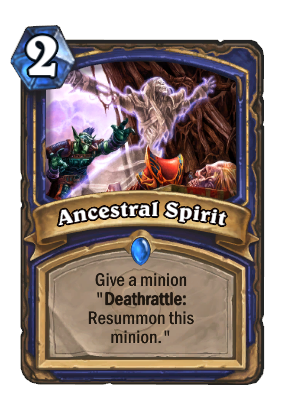 2
Ancestral Spirit
Give a minion
"Deathrattle:
Resummon this
minion."